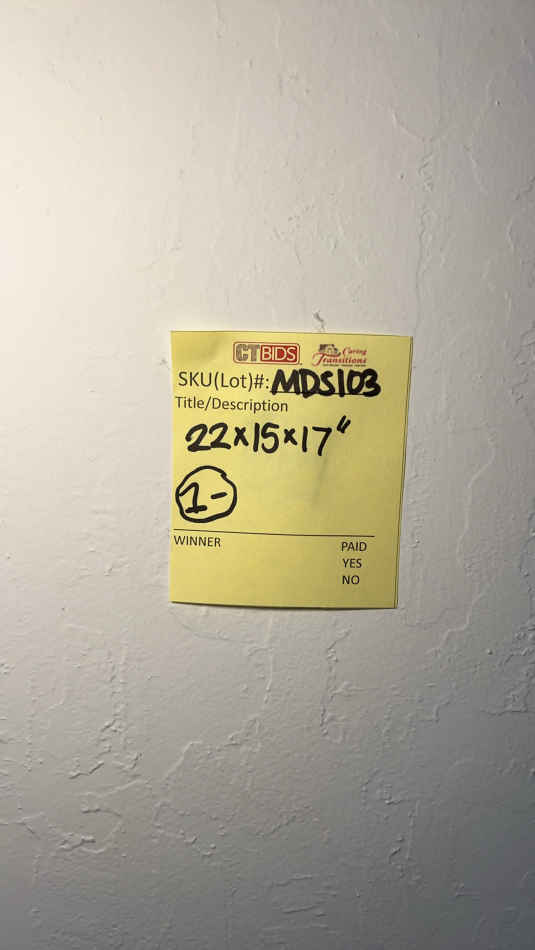 CTBIDS Caring Transitions
SKU(Lot)#: MDS103
Title/Description
22x15x17"
1-
WINNER PAID
YES
NO